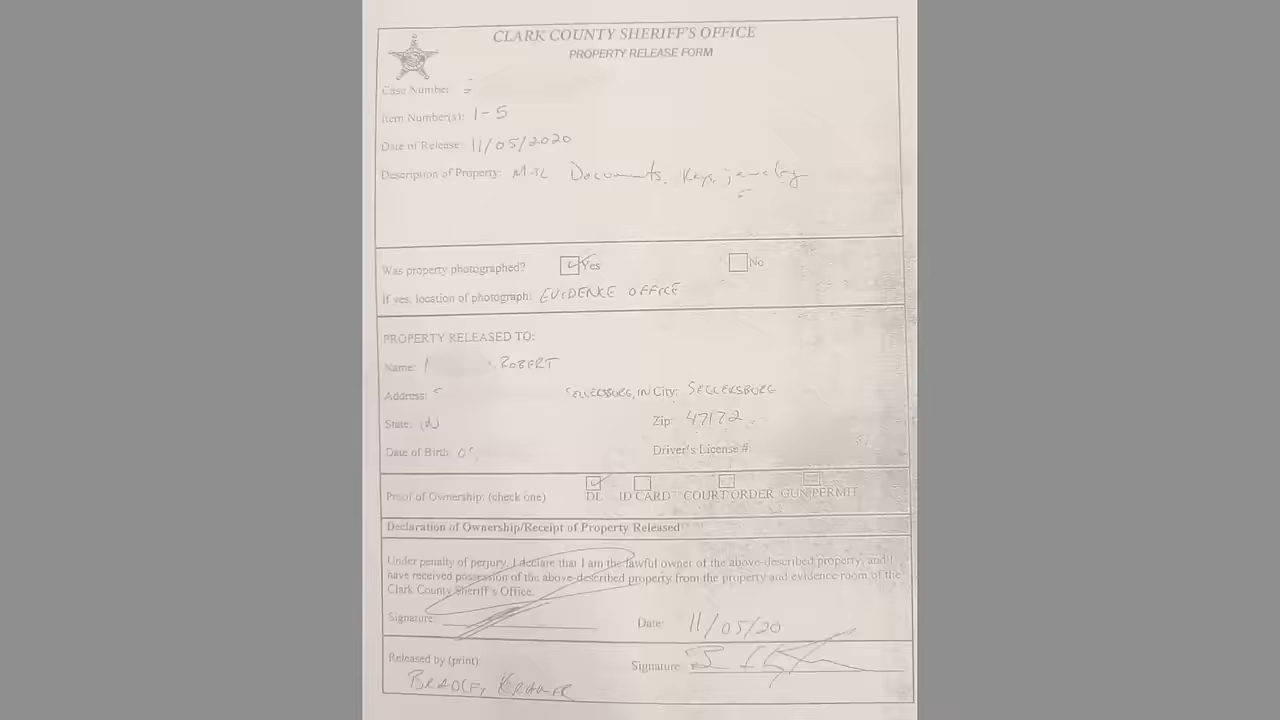 CLARK COUNTY SHERIFF'S OFFICE
PROPERTY RELEASE FORM
Case Number:
Item Number(s): 1-5
Date of Release: 11/05/2020
Description of Property: Documents, Keys, jewelry
Was property photographed? Yes No
If yes, location of photograph: EVIDENCE OFFICE
PROPERTY RELEASED TO:
Name: ROBERT
Address: SELLERSBURG, IN City: SELLERSBURG
State: IN Zip: 47172
Date of Birth: Driver's License #:
Proof of Ownership: (check one) DL ID CARD COURT ORDER GUN PERMIT
Declaration of Ownership/Receipt of Property Released
Under penalty of perjury, I declare that I am the lawful owner of the above-described property, and I
have received possession of the above-described property from the property and evidence room of the
Clark County Sheriff's Office.
Signature: Date: 11/05/20
Released by (print): Signature
BRADLEY KRAMER